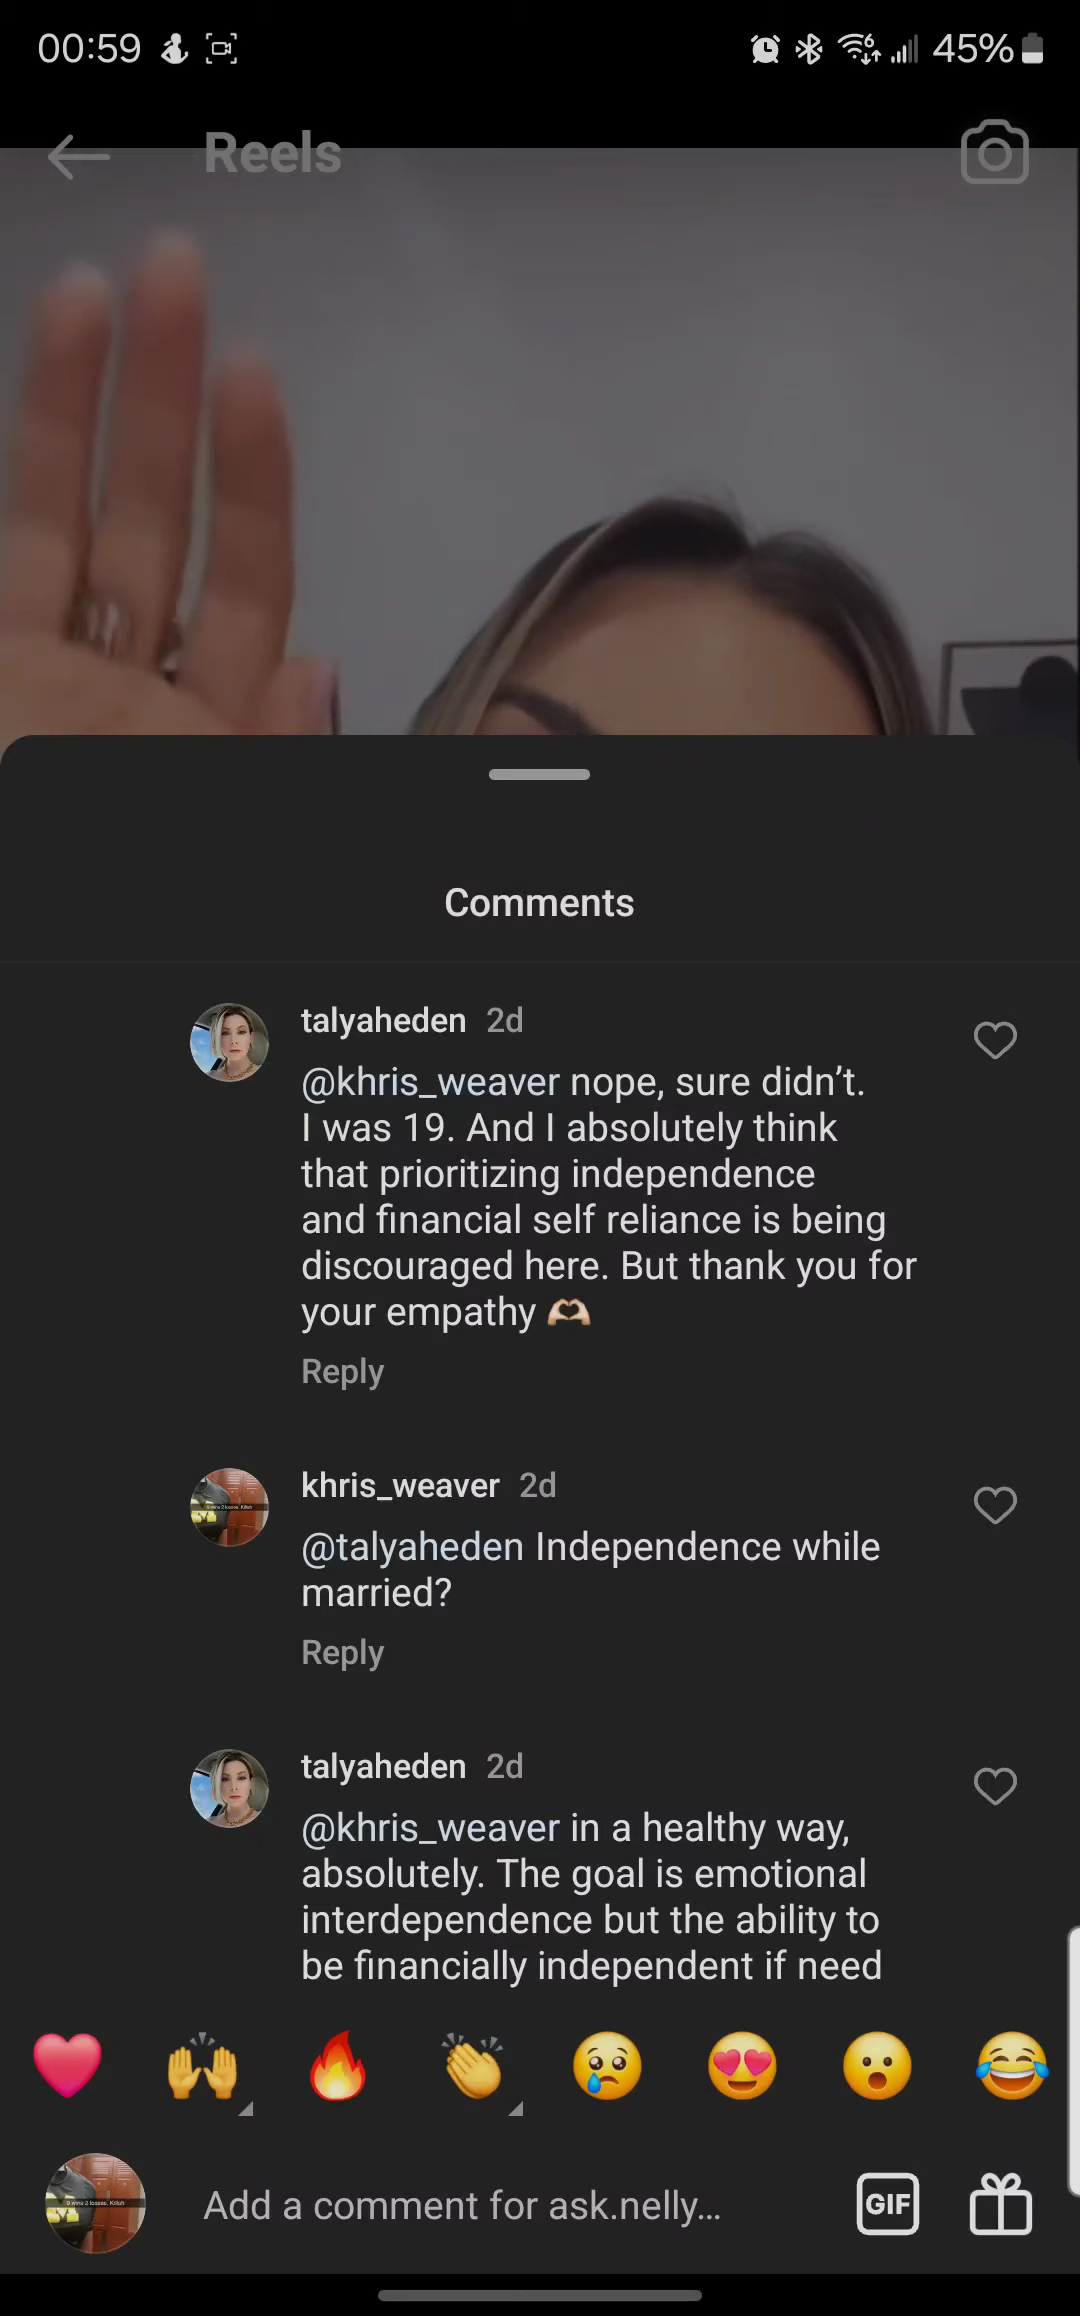 00:59
45%
Reels
Comments
talyaheden 2d
@khris_weaver nope, sure didn’t.
I was 19. And I absolutely think
that prioritizing independence
and financial self reliance is being
discouraged here. But thank you for
your empathy 🫶🏼
Reply
khris_weaver 2d
@talyaheden Independence while
married?
Reply
talyaheden 2d
@khris_weaver in a healthy way,
absolutely. The goal is emotional
interdependence but the ability to
be financially independent if need
Add a comment for ask.nelly...
GIF